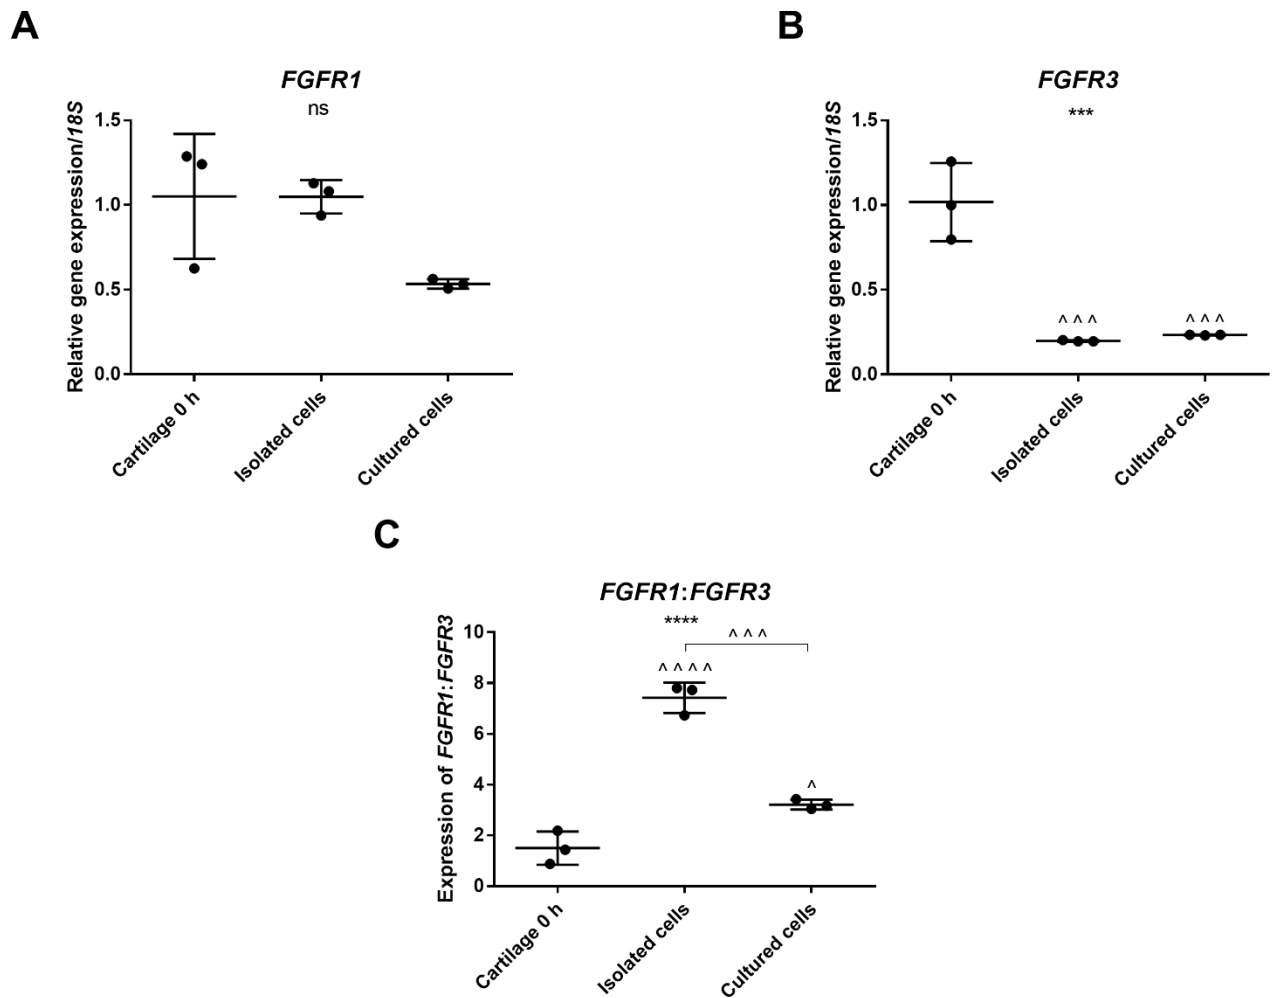 A
FGFR1
ns
Relative gene expression/18S
1.5
1.0
0.5
0.0
Cartilage 0 h
Isolated cells
Cultured cells
B
FGFR3
***
Relative gene expression/18S
1.5
1.0
0.5
0.0
^ ^ ^
^ ^ ^
Cartilage 0 h
Isolated cells
Cultured cells
C
FGFR1:FGFR3
****
^ ^ ^
^ ^ ^ ^
^
Expression of FGFR1:FGFR3
10
8
6
4
2
0
Cartilage 0 h
Isolated cells
Cultured cells